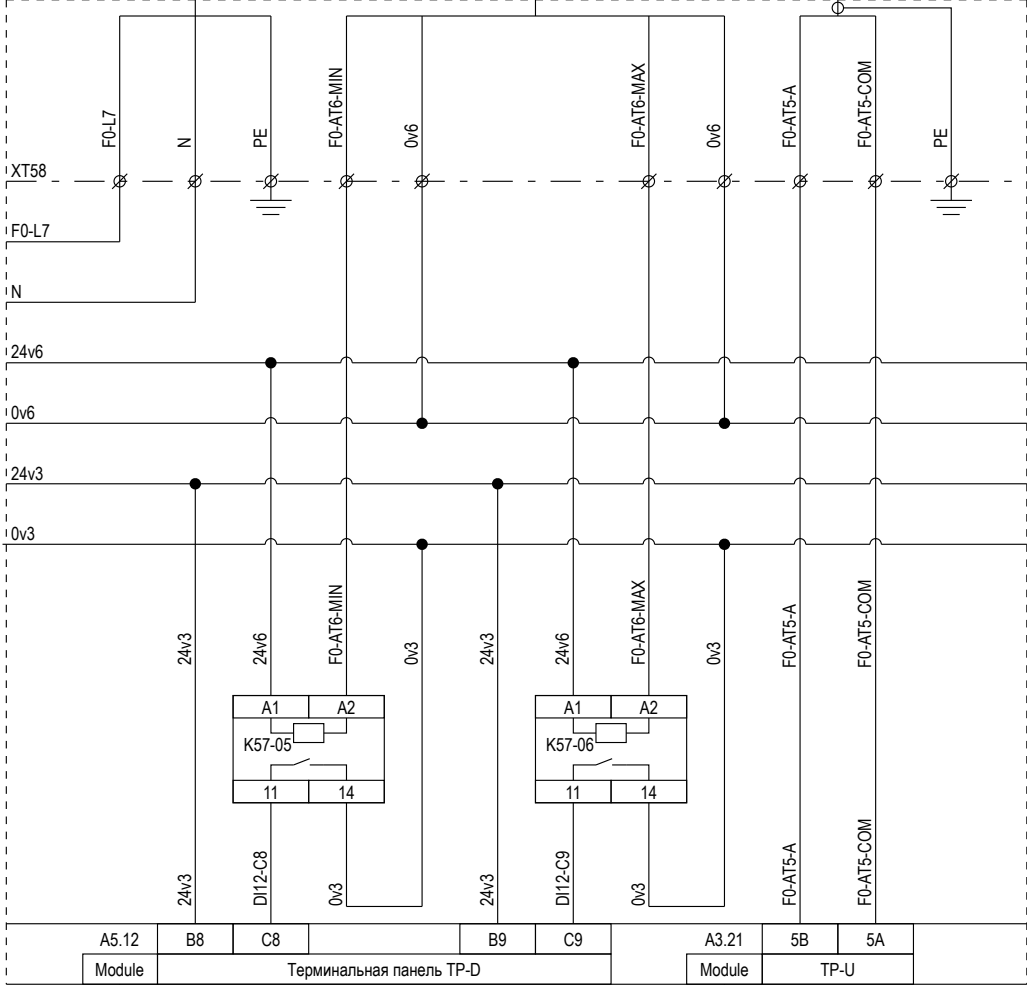 F0-L7
N
PE
F0-AT6-MIN
0v6
F0-AT6-MAX
0v6
F0-AT5-A
F0-AT5-COM
PE
XT58
F0-L7
N
24v6
0v6
24v3
0v3
24v3
24v6
F0-AT6-MIN
0v3
24v3
24v6
F0-AT6-MAX
0v3
F0-AT5-A
F0-AT5-COM
A1
A2
A1
A2
K57-05
K57-06
11
14
11
14
24v3
DI12-C8
0v3
24v3
DI12-C9
0v3
F0-AT5-A
F0-AT5-COM
A5.12
B8
C8
B9
C9
A3.21
5B
5A
Module
Терминальная панель TP-D
Module
TP-U